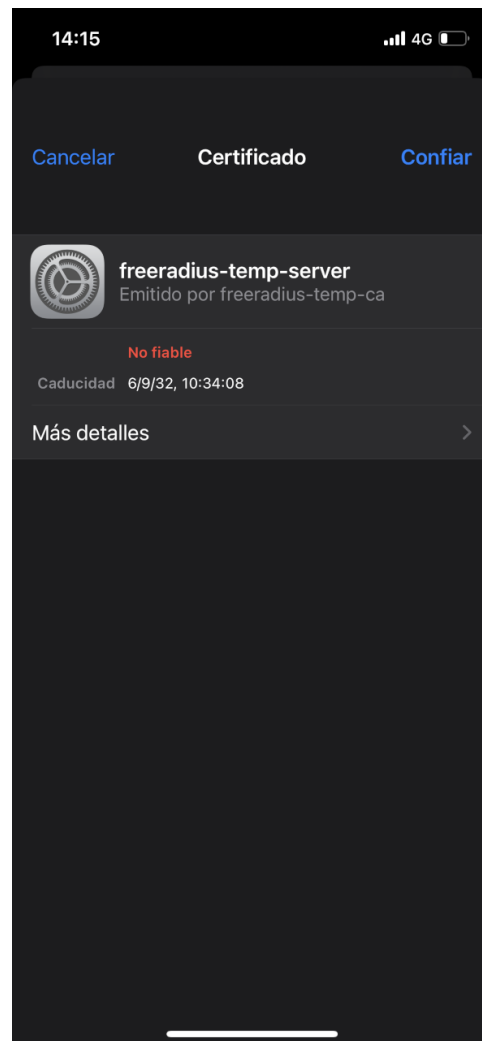 14:15
4G
Cancelar
Certificado
Confiar
freeradius-temp-server
Emitido por freeradius-temp-ca
No fiable
Caducidad 6/9/32, 10:34:08
Más detalles